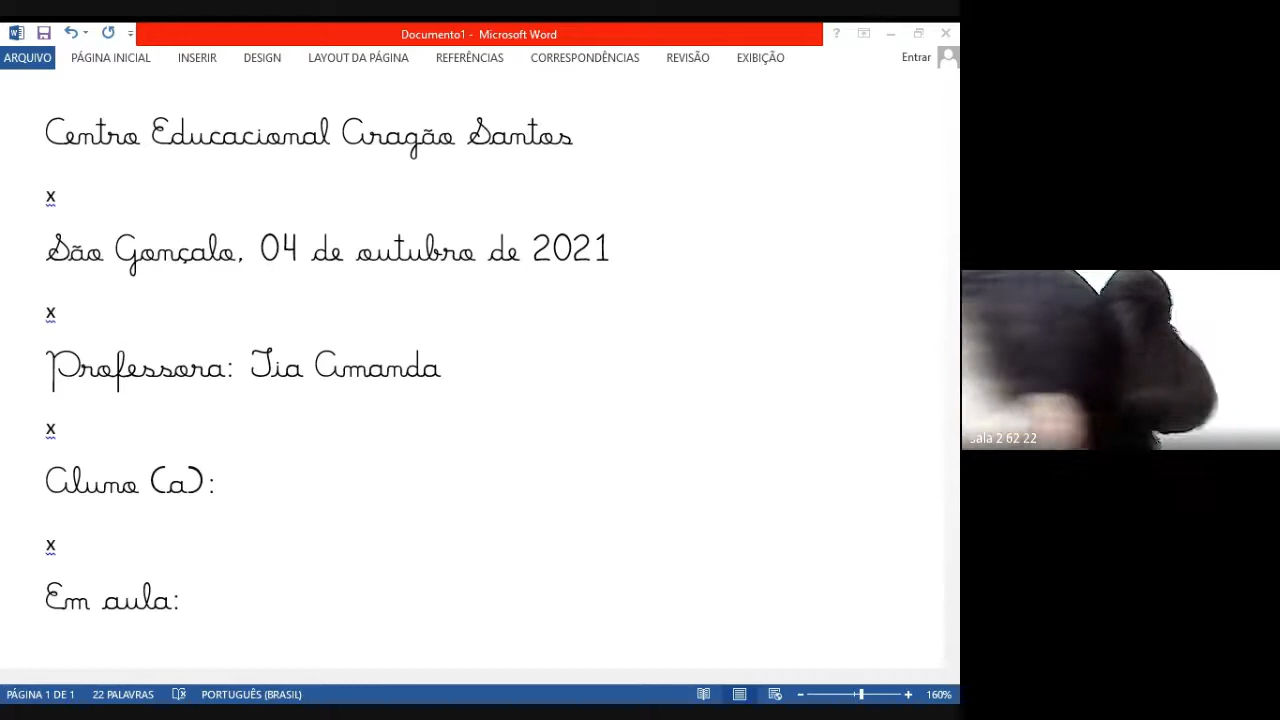 Documento1 - Microsoft Word
ARQUIVO PÁGINA INICIAL INSERIR DESIGN LAYOUT DA PÁGINA REFERÊNCIAS CORRESPONDÊNCIAS REVISÃO EXIBIÇÃO Entrar
Centro Educacional Aragão Santos
x
São Gonçalo, 04 de outubro de 2021
x
Professora: Tia Amanda
x
Aluno (a):
x
Em aula:
Sala 2 62 22
PÁGINA 1 DE 1 22 PALAVRAS PORTUGUÊS (BRASIL) 160%